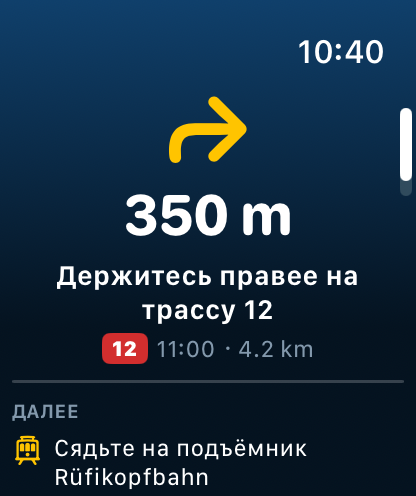 10:40
350 m
Держитесь правее на
трассу 12
12 11:00 · 4.2 km
ДАЛЕЕ
Сядьте на подъёмник
Rüfikopfbahn